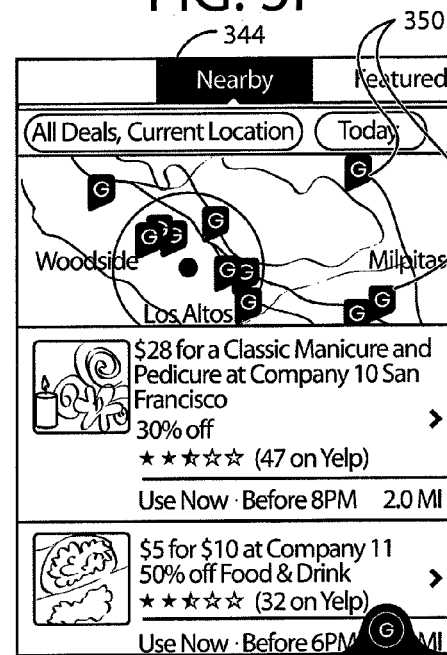 FIG. 3F
344
350
Nearby
Featured
All Deals, Current Location
Today
G
G
G
G
G
G
G
G
G
G
Woodside
Milpitas
Los Altos
$28 for a Classic Manicure and
Pedicure at Company 10 San
Francisco
30% off
(47 on Yelp)
Use Now · Before 8PM 2.0 MI
$5 for $10 at Company 11
50% off Food & Drink
(32 on Yelp)
Use Now · Before 6PM MI
G